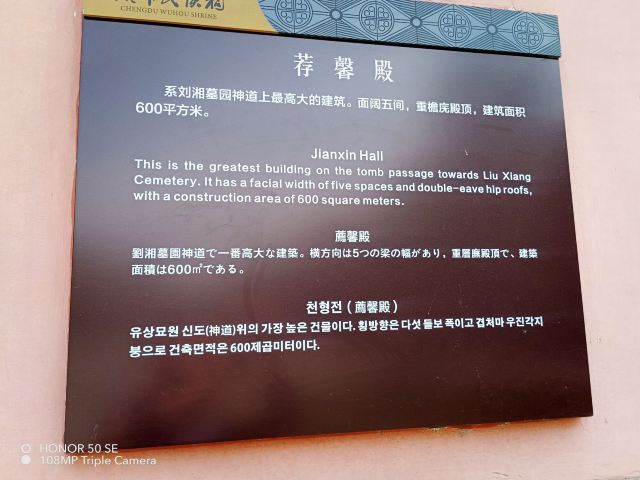 CHENGDU WUHOU SHRINE
荐馨殿
系刘湘墓园神道上最高大的建筑。面阔五间，重檐庑殿顶，建筑面积
600平方米。
Jianxin Hall
This is the greatest building on the tomb passage towards Liu Xiang
Cemetery. It has a facial width of five spaces and double-eave hip roofs,
with a construction area of 600 square meters.
薦馨殿
劉湘墓園神道で一番高大な建築。横方向は5つの梁の幅があり，重層廡殿頂で、建築
面積は600㎡である。
천형전（薦馨殿）
유상묘원 신도(神道)위의 가장 높은 건물이다. 횡방향은 다섯 들보 폭이고 겹처마 우진각지
붕으로 건축면적은 600제곱미터이다.
HONOR 50 SE
108MP Triple Camera